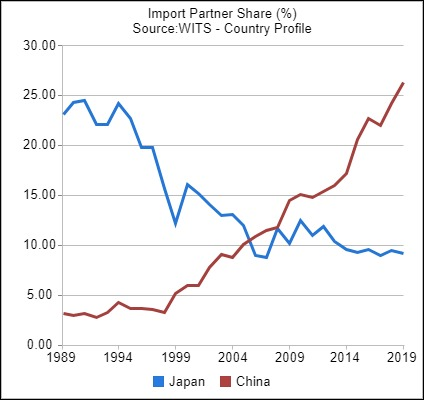 Import Partner Share (%)
Source:WITS - Country Profile
30.00
25.00
20.00
15.00
10.00
5.00
0.00
1989 1994 1999 2004 2009 2014 2019
Japan China